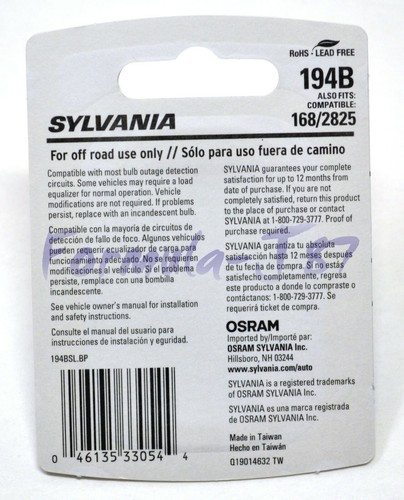 RoHS - LEAD FREE
194B
ALSO FITS:
COMPATIBLE:
168/2825
SYLVANIA
For off road use only // Sólo para uso fuera de camino
Compatible with most bulb outage detection
circuits. Some vehicles may require a load
equalizer for normal operation. Vehicle
modifications are not required. If problems
persist, replace with an incandescent bulb.
Compatible con la mayoría de circuitos de
detección de fallo de foco. Algunos vehículos
pueden requerir ecualizador de carga para
funcionar adecuadamente. No se requieren
modificaciones al vehículo. Si el problema
persiste, remplace con una bombilla
incandescent.
See vehicle owner's manual for installation
and safety instructions.
Consulte el manual del usuario para
instrucciones de instalación y eguridad.
194BSL.BP
0 46135 33054 4
SYLVANIA guarantees your complete
satisfaction for up to 12 months from
date of purchase. If you are not
completely satisfied, return this product
to the place of purchase or contact
SYLVANIA at 1-800-729-3777. Proof of
purchase required.
SYLVANIA garantiza tu absoluta
satisfacción hasta 12 meses después
de tu fecha de compra. Si no estás
completamente satisfecho, regresa
este producto a donde lo compraste o
contáctanos: 1-800-729-3777. Se
requerirá ticket de compra.
OSRAM
Imported by/Importado por:
OSRAM SYLVANIA Inc.
Hillsboro, NH 03244
www.sylvania.com/auto
SYLVANIA is a registered trademarks
of OSRAM SYLVANIA Inc.
SYLVANIA es una marca registrada
de OSRAM SYLVANIA Inc.
Made in Taiwan
Hecho en Taiwán
Q19014632 TW